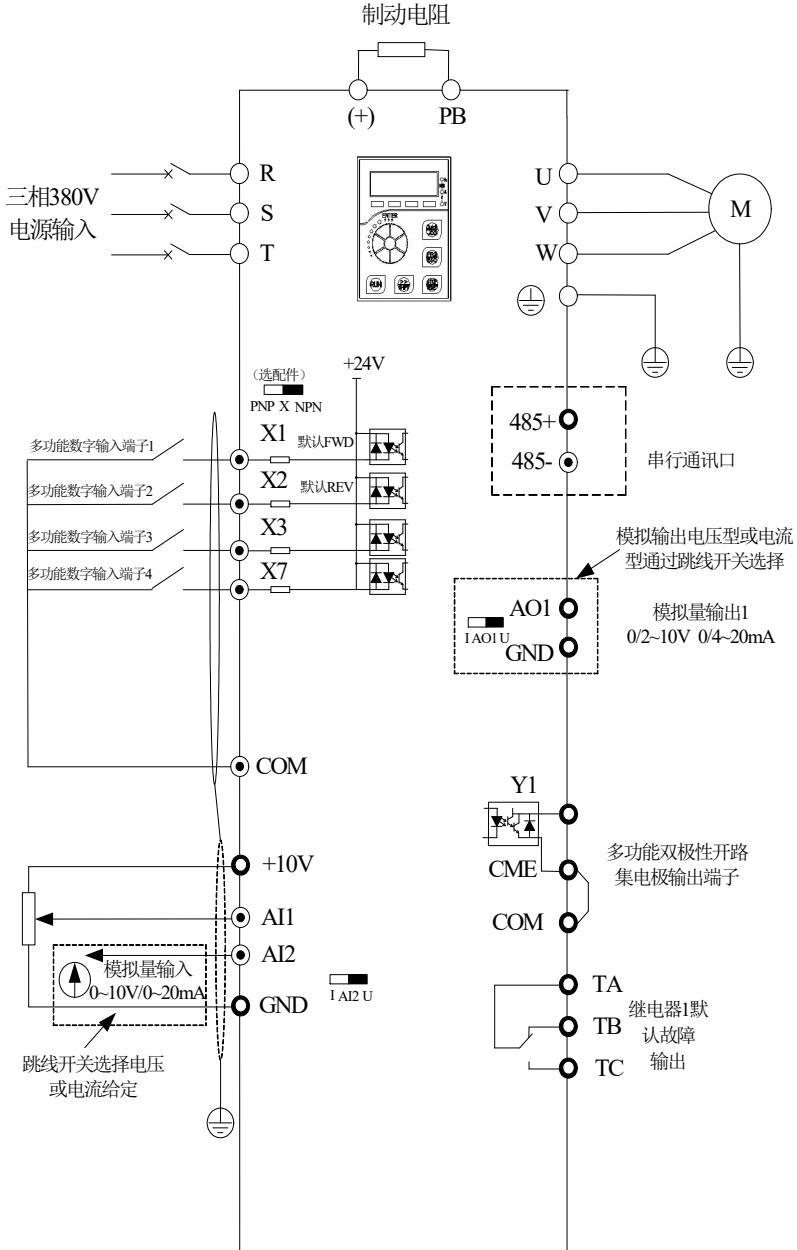 制动电阻
(+)
PB
三相380V
电源输入
R
S
T
ENTER
RUN
U
V
W
M
+24V
（选配件）
PNP X NPN
X1
默认FWD
X2
默认REV
X3
X7
多功能数字输入端子1
多功能数字输入端子2
多功能数字输入端子3
多功能数字输入端子4
COM
485+
485-
串行通讯口
模拟输出电压型或电流
型通过跳线开关选择
AO1
I AO1 U
GND
模拟量输出1
0/2~10V 0/4~20mA
Y1
CME
COM
多功能双极性开路
集电极输出端子
+10V
AI1
AI2
模拟量输入
0~10V/0~20mA
GND
I AI2 U
跳线开关选择电压
或电流给定
TA
TB
TC
继电器1默
认故障
输出